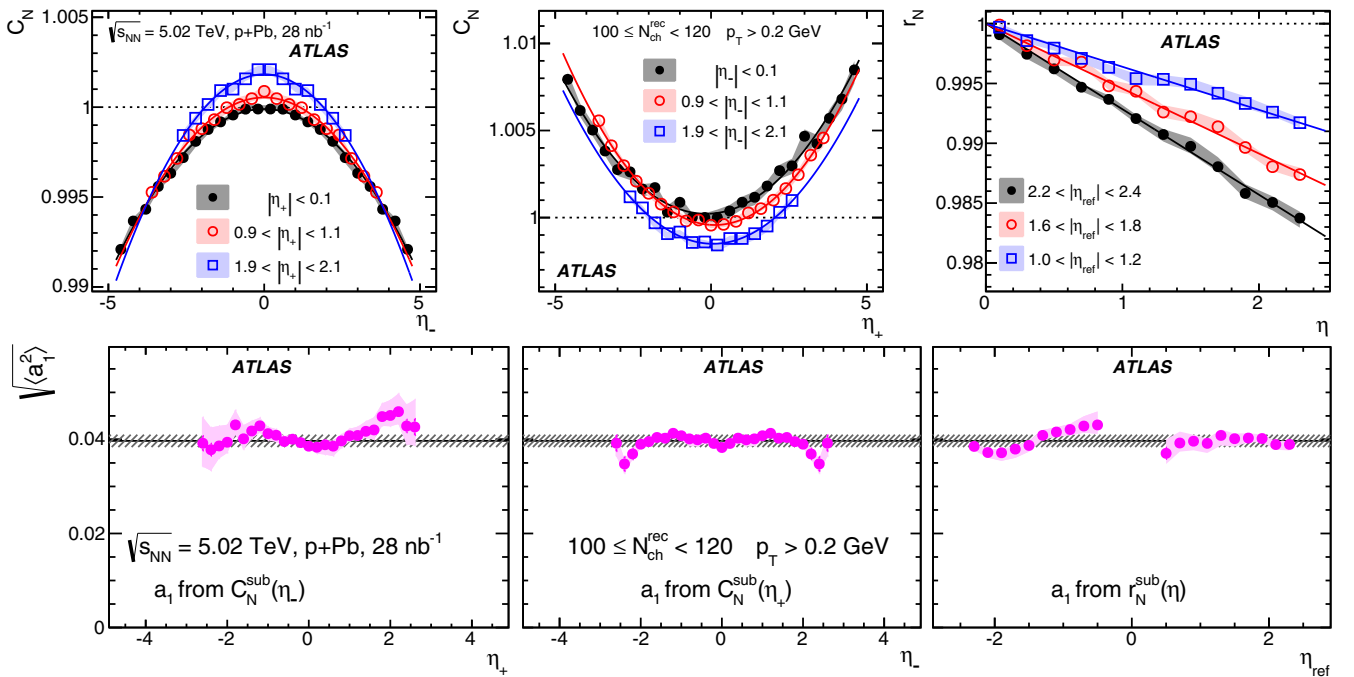 C_N
1.005
1
0.995
0.99
√s_NN = 5.02 TeV, p+Pb, 28 nb⁻¹
ATLAS
|η₊| < 0.1
0.9 < |η₊| < 1.1
1.9 < |η₊| < 2.1
-5 0 5
η₋
C_N
1.01
1.005
1
100 ≤ N_ch^rec < 120 p_T > 0.2 GeV
|η₋| < 0.1
0.9 < |η₋| < 1.1
1.9 < |η₋| < 2.1
ATLAS
-5 0 5
η₊
r_N
1
0.995
0.99
0.985
0.98
ATLAS
2.2 < |η_ref| < 2.4
1.6 < |η_ref| < 1.8
1.0 < |η_ref| < 1.2
0 1 2
η
√⟨a₁²⟩
0.04
0.02
0
ATLAS
√s_NN = 5.02 TeV, p+Pb, 28 nb⁻¹
a₁ from C_N^sub(η₋)
-4 -2 0 2 4
η₊
ATLAS
100 ≤ N_ch^rec < 120 p_T > 0.2 GeV
a₁ from C_N^sub(η₊)
-4 -2 0 2 4
η₋
ATLAS
a₁ from r_N^sub(η)
-2 0 2
η_ref